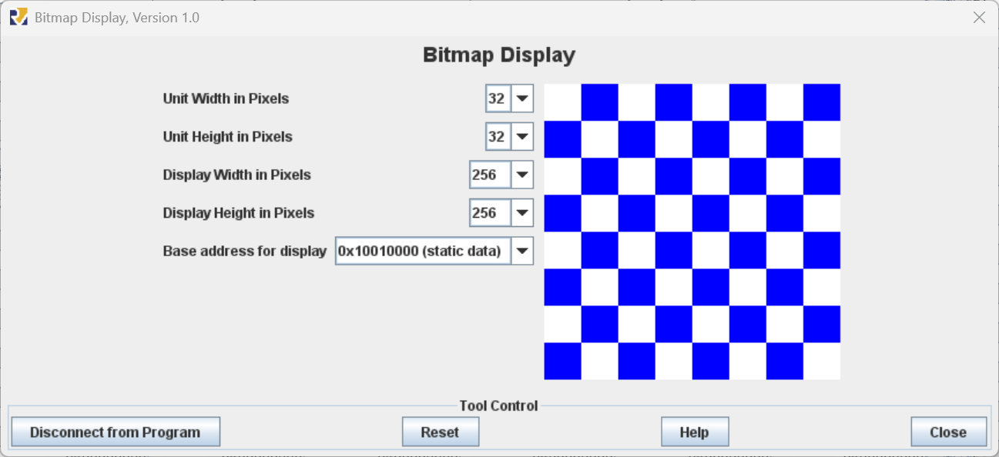 Bitmap Display, Version 1.0
Bitmap Display
Unit Width in Pixels 32
Unit Height in Pixels 32
Display Width in Pixels 256
Display Height in Pixels 256
Base address for display 0x10010000 (static data)
Tool Control
Disconnect from Program Reset Help Close